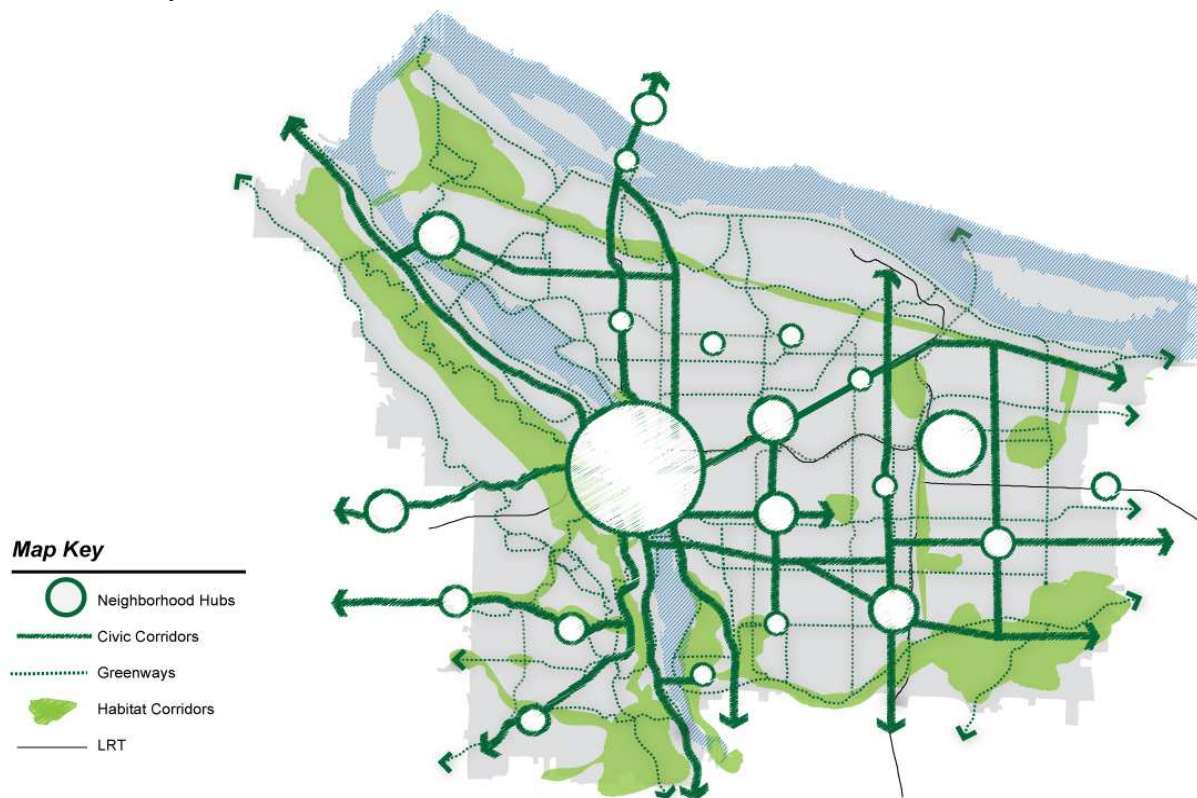 Map Key
Neighborhood Hubs
Civic Corridors
Greenways
Habitat Corridors
LRT